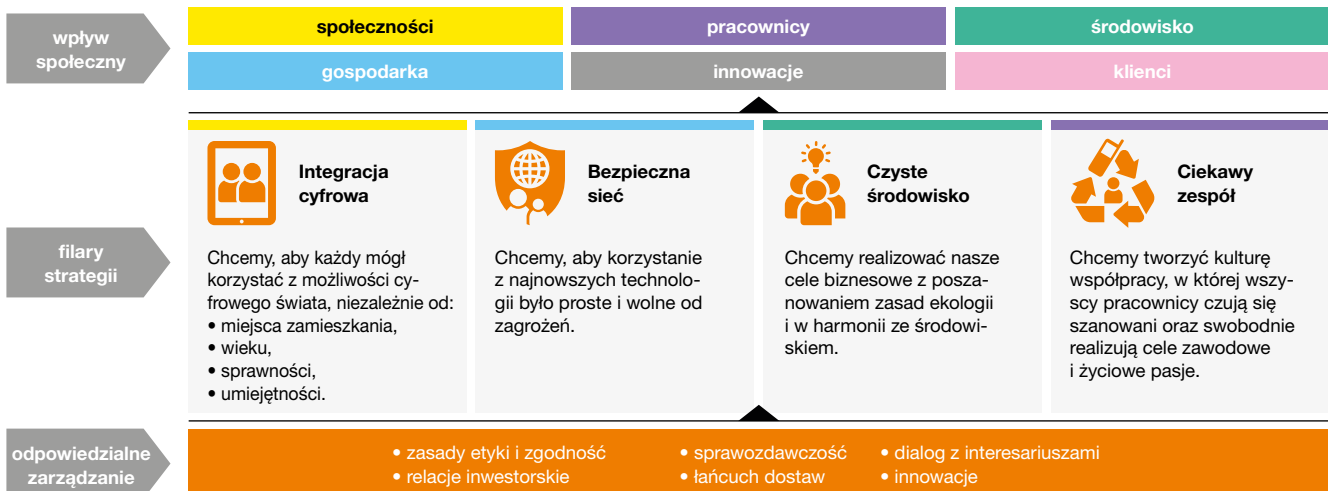 wpływ
społeczny
społeczności
pracownicy
środowisko
gospodarka
innowacje
klienci
filary
strategii
Integracja
cyfrowa
Chcemy, aby każdy mógł
korzystać z możliwości cy-
frowego świata, niezależnie od:
• miejsca zamieszkania,
• wieku,
• sprawności,
• umiejętności.
Bezpieczna
sieć
Chcemy, aby korzystanie
z najnowszych technolo-
gii było proste i wolne od
zagrożeń.
Czyste
środowisko
Chcemy realizować nasze
cele biznesowe z posza-
nowaniem zasad ekologii
i w harmonii ze środowi-
skiem.
Ciekawy
zespół
Chcemy tworzyć kulturę
współpracy, w której wszy-
scy pracownicy czują się
szanowani oraz swobodnie
realizują cele zawodowe
i życiowe pasje.
odpowiedzialne
zarządzanie
• zasady etyki i zgodność
• relacje inwestorskie
• sprawozdawczość
• łańcuch dostaw
• dialog z interesariuszami
• innowacje